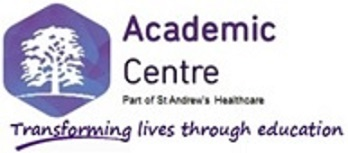 Academic
Centre
Part of St Andrew's Healthcare
Transforming lives through education